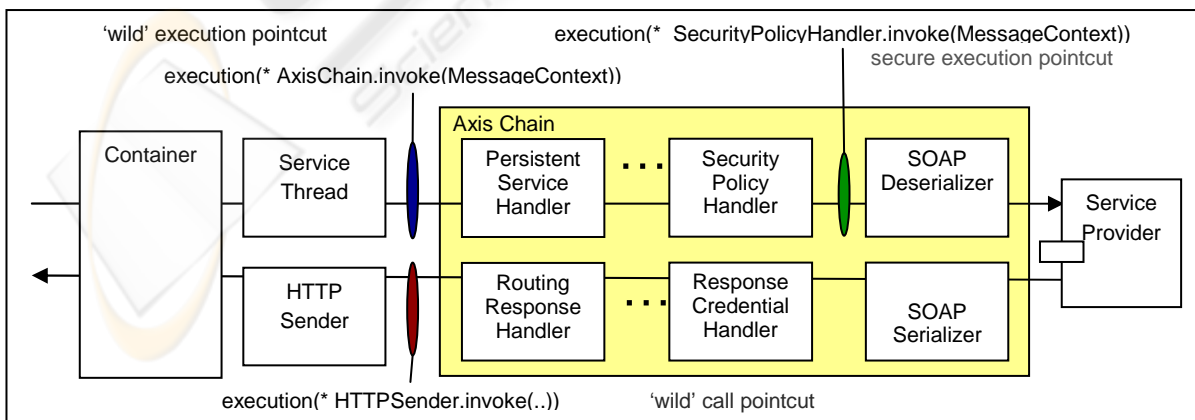 'wild' execution pointcut
execution(* SecurityPolicyHandler.invoke(MessageContext))
secure execution pointcut
execution(* AxisChain.invoke(MessageContext))
Axis Chain
Container
Service
Thread
Persistent
Service
Handler
...
Security
Policy
Handler
SOAP
Deserializer
Service
Provider
HTTP
Sender
Routing
Response
Handler
...
Response
Credential
Handler
SOAP
Serializer
execution(* HTTPSender.invoke(..))
'wild' call pointcut